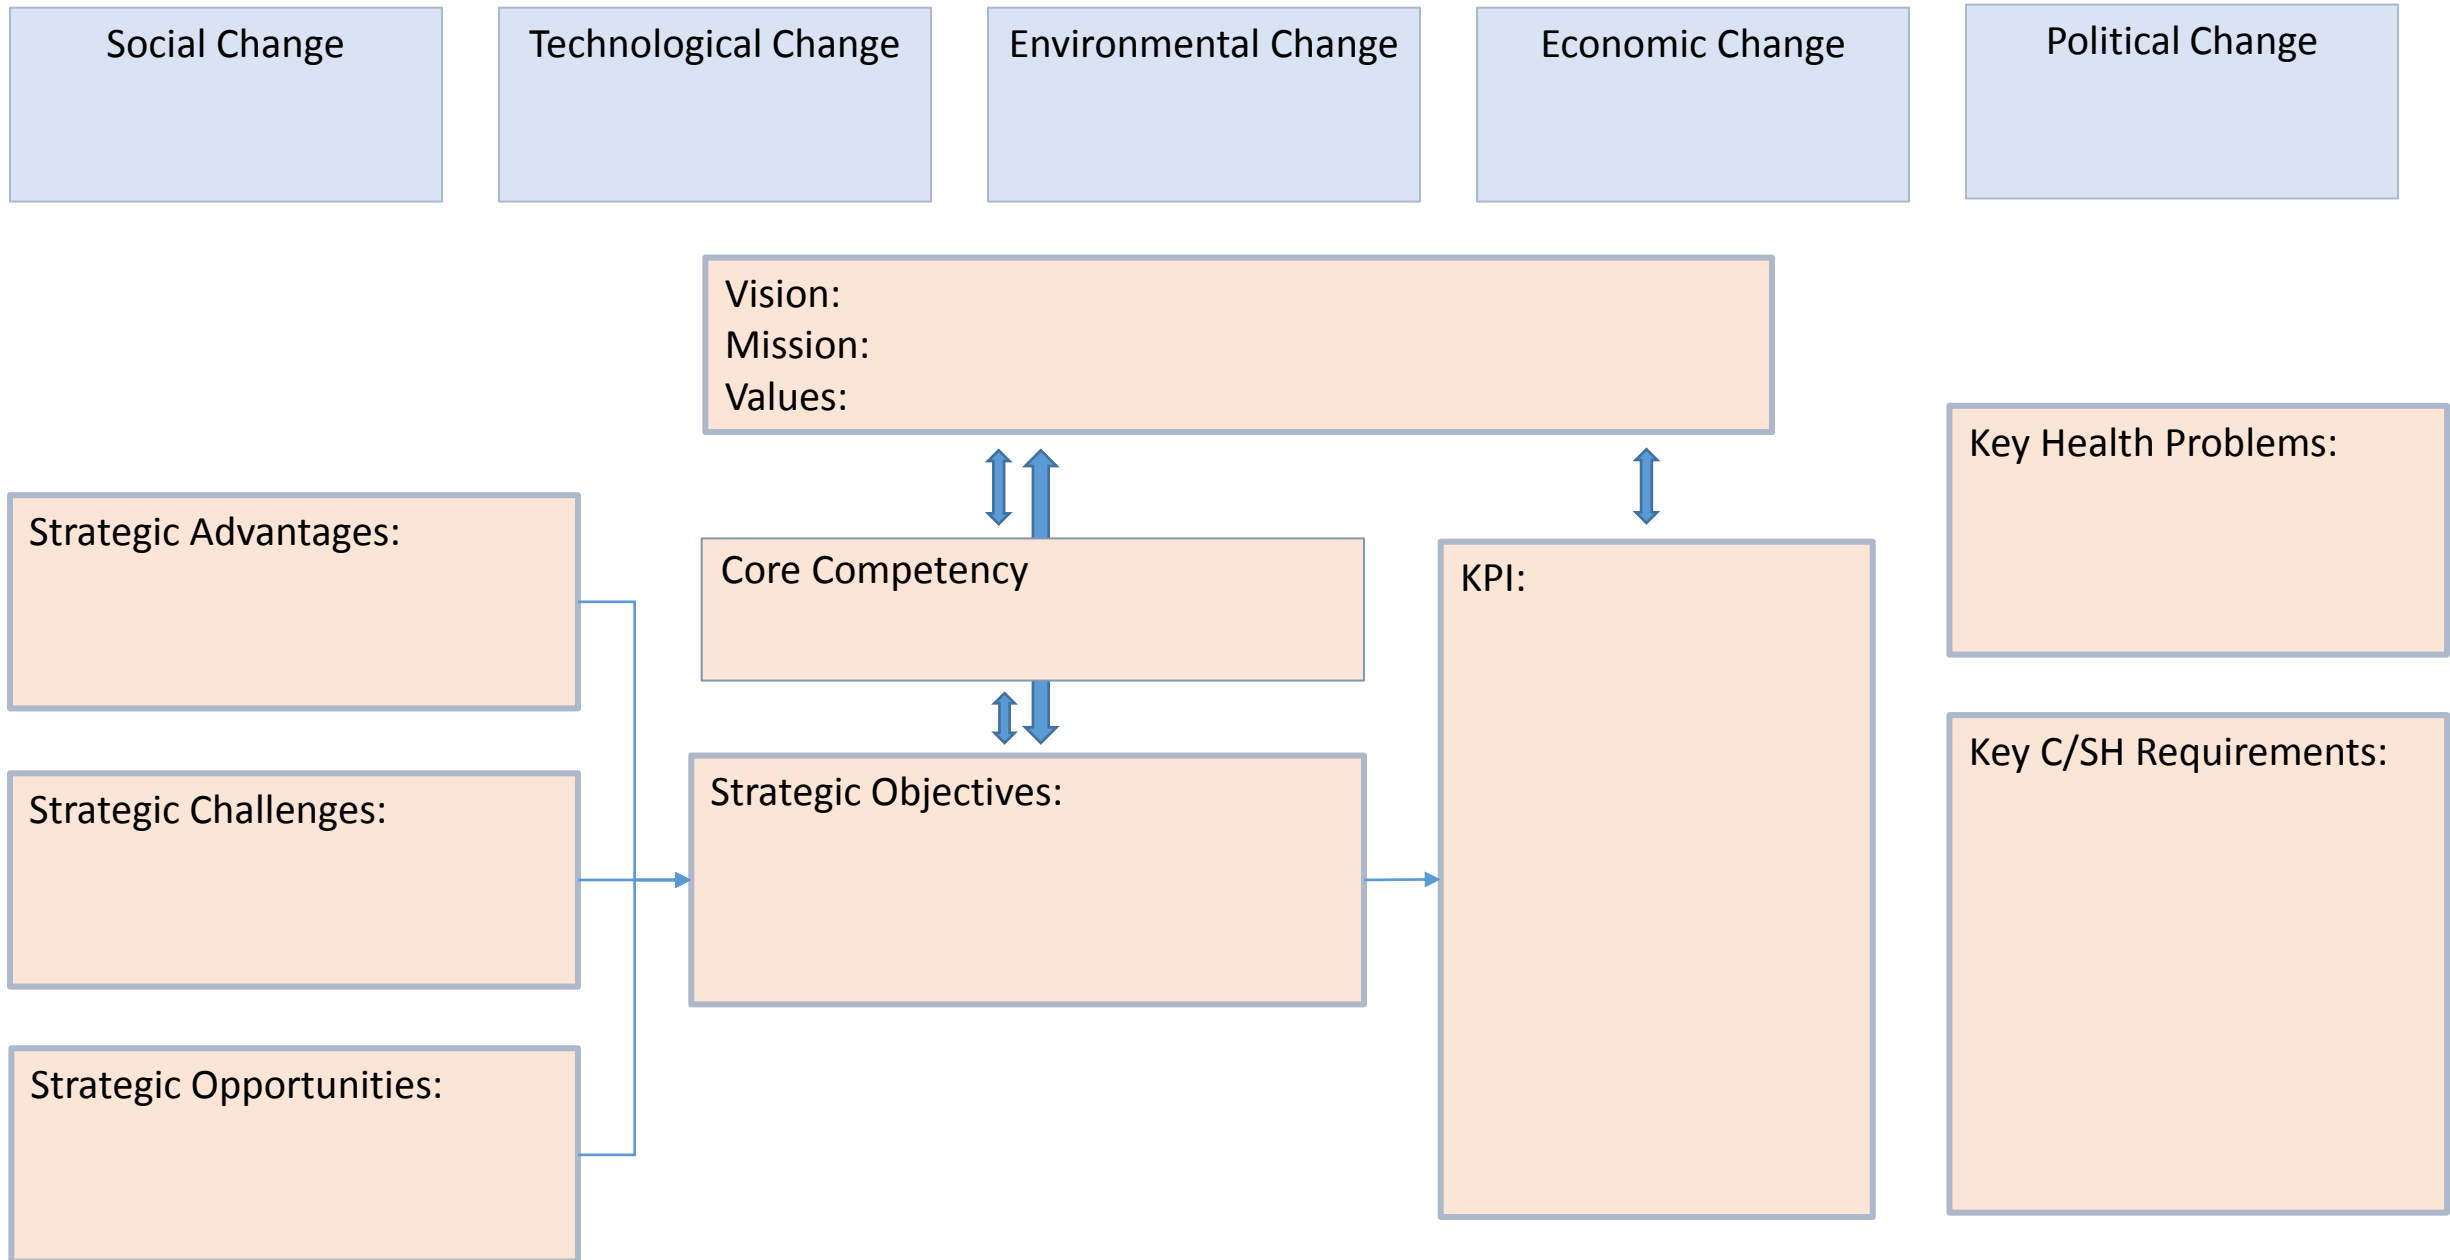 Social Change
Technological Change
Environmental Change
Economic Change
Political Change
Vision:
Mission:
Values:
Key Health Problems:
Strategic Advantages:
Core Competency
KPI:
Key C/SH Requirements:
Strategic Challenges:
Strategic Objectives:
Strategic Opportunities: